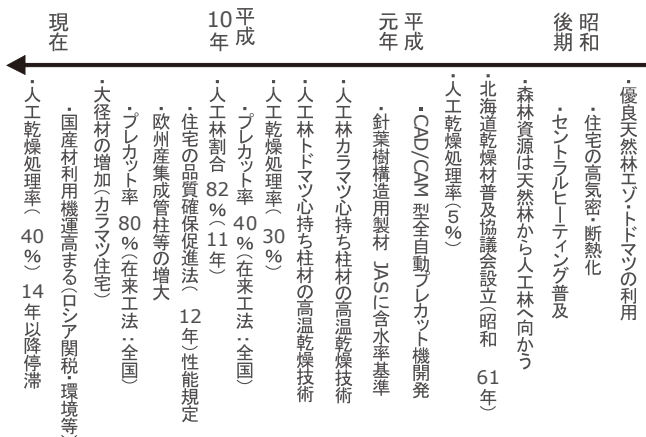 昭和
後期
平成
元年
平成
10年
現在
・優良天然林エゾ・トドマツの利用
・住宅の高気密・断熱化
・セントラルヒーティング普及
・森林資源は天然林から人工林へ向かう
・北海道乾燥材普及協議会設立(昭和 61年)
・人工乾燥処理率(5%)
・CAD/CAM 型全自動プレカット機開発
・針葉樹構造用製材 JASに含水率基準
・人工林カラマツ心持ち柱材の高温乾燥技術
・人工林トドマツ心持ち柱材の高温乾燥技術
・人工乾燥処理率( 30%)
・プレカット率 40%(在来工法:全国)
・人工林割合 82%(11年)
・住宅の品質確保促進法( 12年)性能規定
・欧州産集成管柱等の増大
・プレカット率 80%(在来工法:全国)
・大径材の増加(カラマツ住宅)
・国産材利用機運高まる(ロシア関税・環境等)
・人工乾燥処理率( 40%) 14年以降停滞